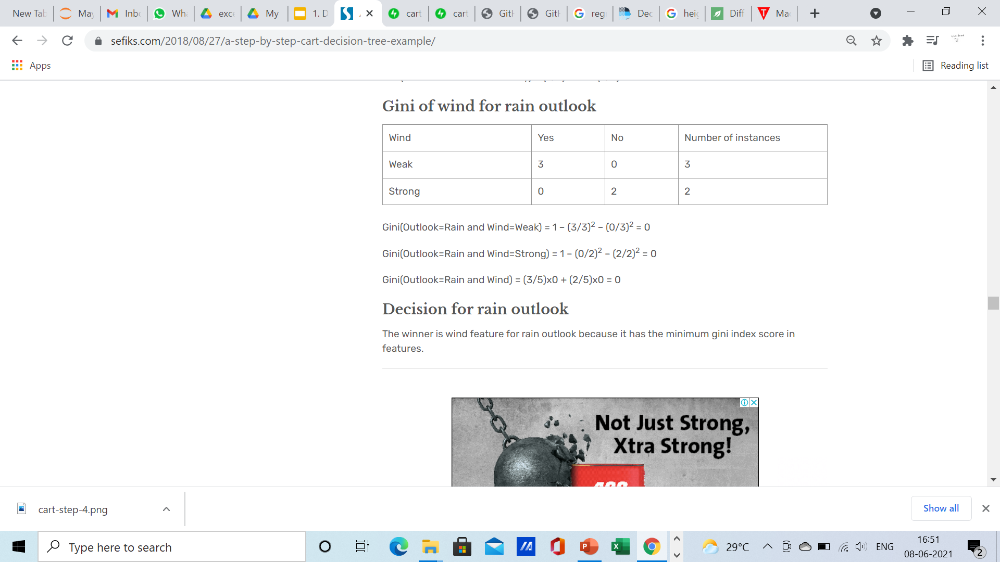 New Tab May Inbo Wha exce My 1. D cart cart GitH GitH regr Dec heig Diff Mac
sefiks.com/2018/08/27/a-step-by-step-cart-decision-tree-example/
Apps
Reading list
Gini of wind for rain outlook
Wind Yes No Number of instances
Weak 3 0 3
Strong 0 2 2
Gini(Outlook=Rain and Wind=Weak) = 1 – (3/3)² – (0/3)² = 0
Gini(Outlook=Rain and Wind=Strong) = 1 – (0/2)² – (2/2)² = 0
Gini(Outlook=Rain and Wind) = (3/5)x0 + (2/5)x0 = 0
Decision for rain outlook
The winner is wind feature for rain outlook because it has the minimum gini index score in
features.
Not Just Strong,
Xtra Strong!
cart-step-4.png
Show all
Type here to search
29°C
ENG
16:51
08-06-2021
2